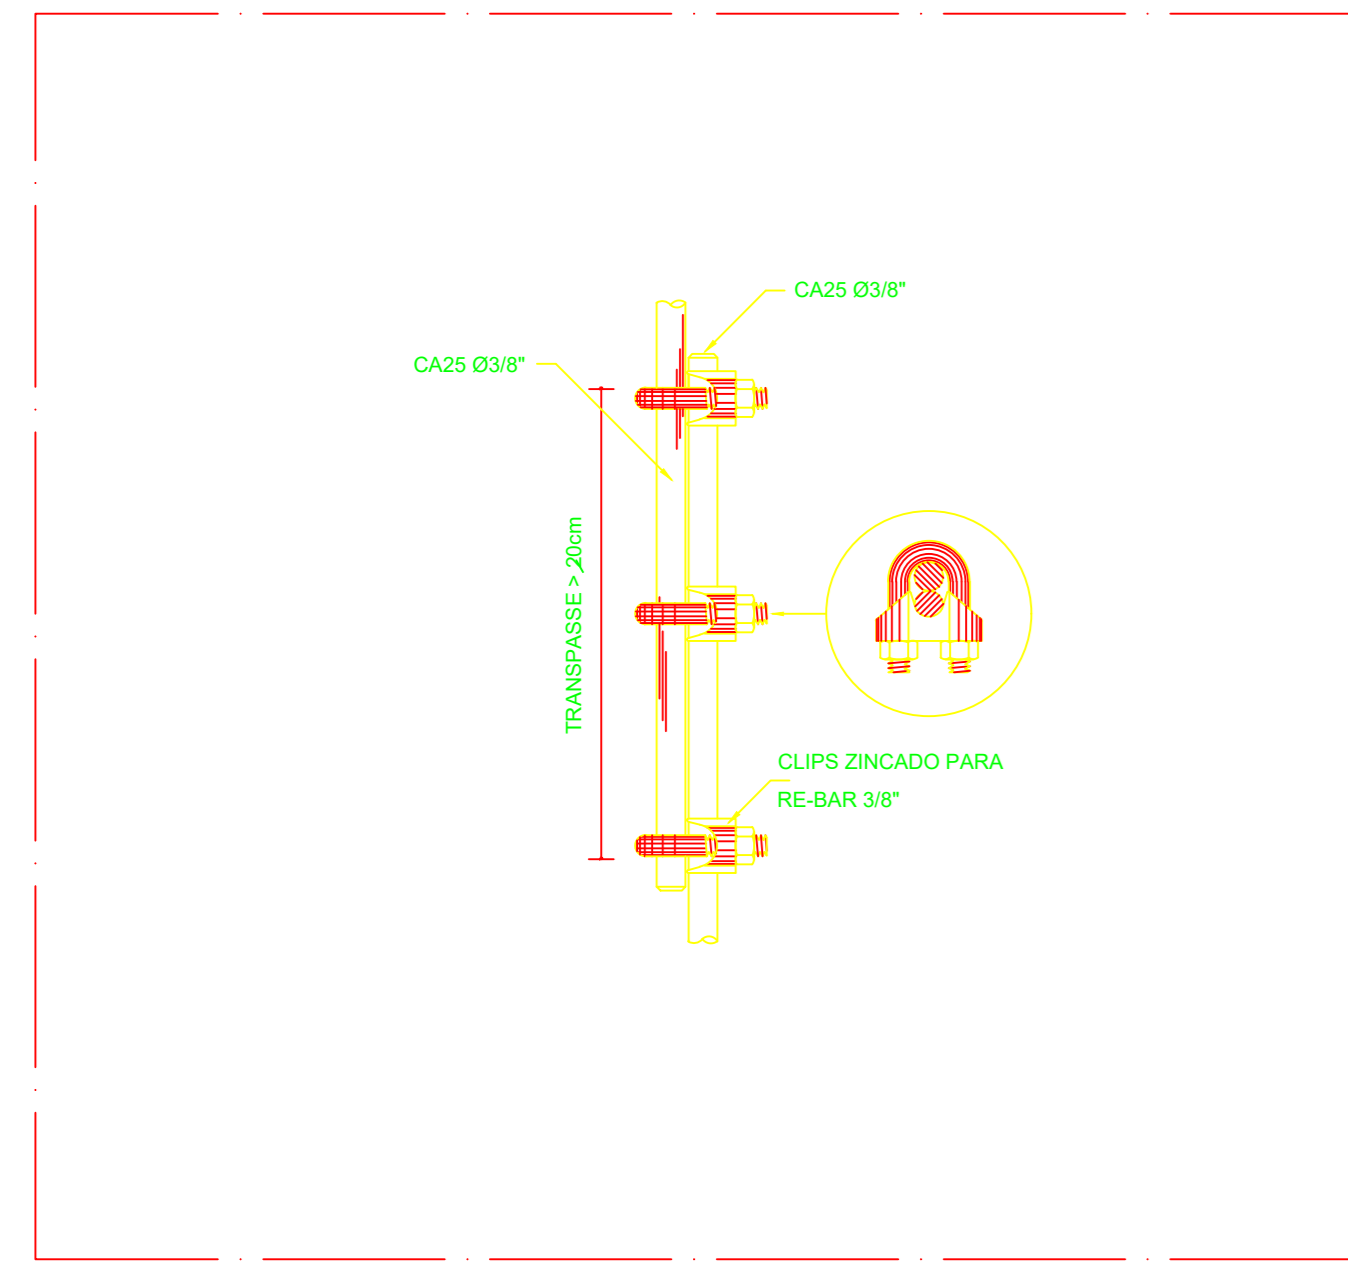 CA25 Ø3/8"
CA25 Ø3/8"
TRANSPASSE > 20cm
CLIPS ZINCADO PARA
RE-BAR 3/8"